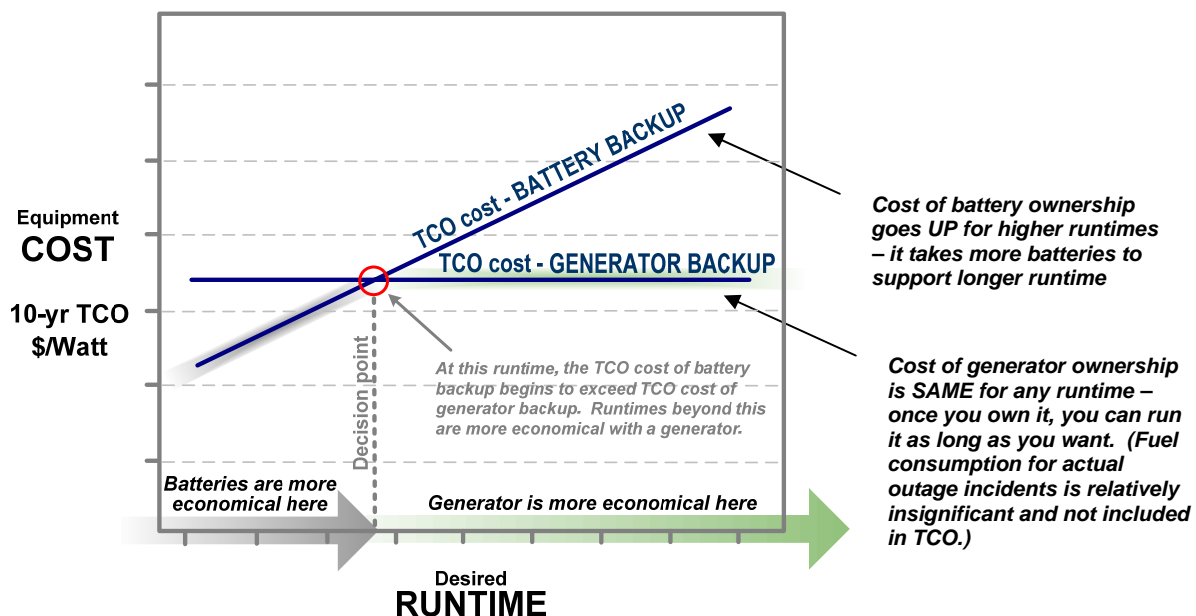 Equipment
COST
10-yr TCO
$/Watt
TCO cost - BATTERY BACKUP
TCO cost - GENERATOR BACKUP
Decision point
At this runtime, the TCO cost of battery
backup begins to exceed TCO cost of
generator backup.  Runtimes beyond this
are more economical with a generator.
Batteries are more
economical here
Generator is more economical here
Desired
RUNTIME
Cost of battery ownership
goes UP for higher runtimes
– it takes more batteries to
support longer runtime
Cost of generator ownership
is SAME for any runtime –
once you own it, you can run
it as long as you want.  (Fuel
consumption for actual
outage incidents is relatively
insignificant and not included
in TCO.)